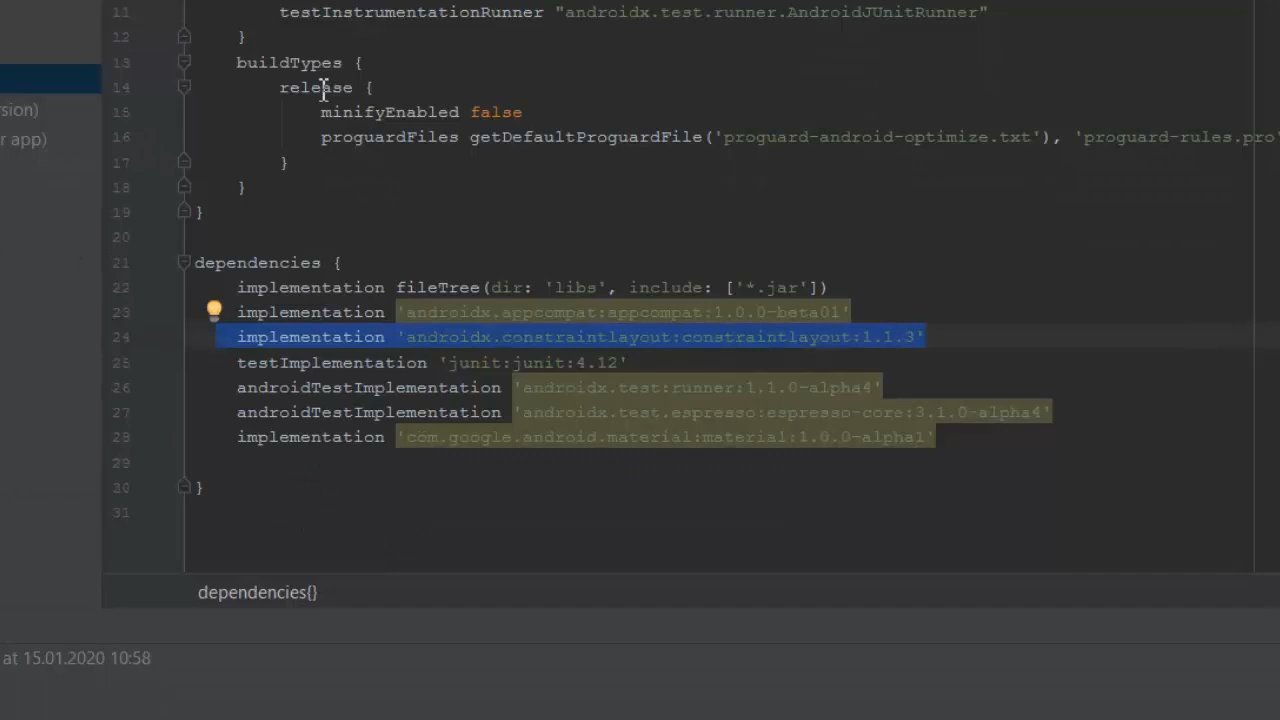 11 testInstrumentationRunner "androidx.test.runner.AndroidJUnitRunner"
12 }
13 buildTypes {
14 release {
15 minifyEnabled false
16 proguardFiles getDefaultProguardFile('proguard-android-optimize.txt'), 'proguard-rules.pro
17 }
18 }
19 }
20
21 dependencies {
22 implementation fileTree(dir: 'libs', include: ['*.jar'])
23 implementation 'androidx.appcompat:appcompat:1.0.0-beta01'
24 implementation 'androidx.constraintlayout:constraintlayout:1.1.3'
25 testImplementation 'junit:junit:4.12'
26 androidTestImplementation 'androidx.test:runner:1.1.0-alpha4'
27 androidTestImplementation 'androidx.test.espresso:espresso-core:3.1.0-alpha4'
28 implementation 'com.google.android.material:material:1.0.0-alpha1'
29
30 }
31
sion)
r app)
dependencies{}
at 15.01.2020 10:58